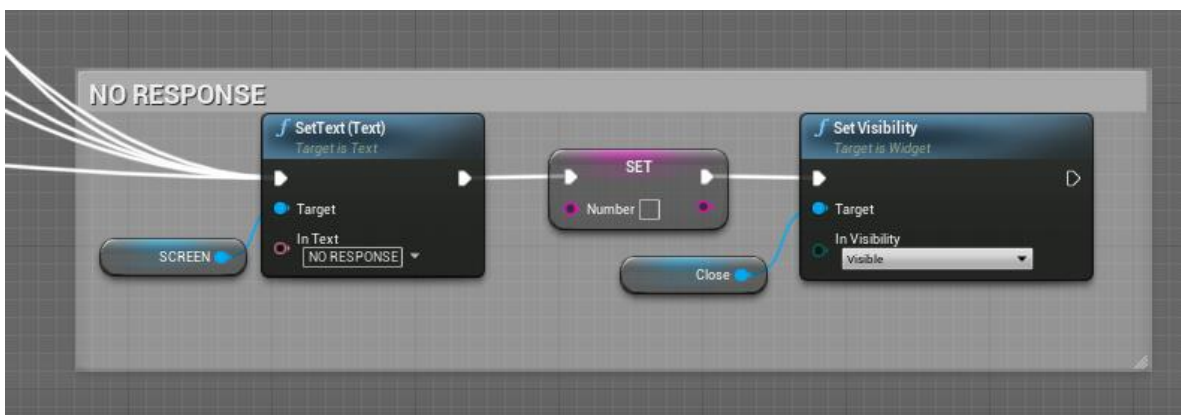 NO RESPONSE
SetText (Text)
Target is Text
Target
In Text
NO RESPONSE
SCREEN
SET
Number
Close
Set Visibility
Target is Widget
Target
In Visibility
Visible